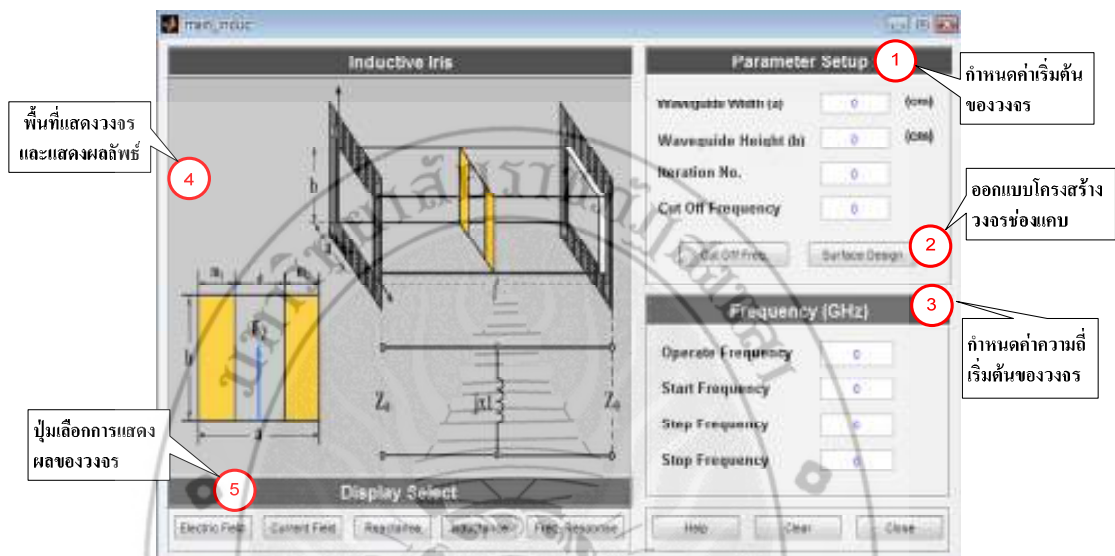 main_induc
Inductive Iris
b
a
m
s
m
b
E
a
Z₀
jxL
Z₀
Display Select
Electric Field
Current Field
Reactance
Inductance
Freq. Response
Parameter Setup
Waveguide Width (a)
0
(cm)
Waveguide Height (b)
0
(cm)
Iteration No.
0
Cut Off Frequency
0
Cut Off Freq.
Surface Design
Frequency (GHz)
Operate Frequency
0
Start Frequency
0
Step Frequency
0
Stop Frequency
0
Help
Clear
Close
1
กำหนดค่าเริ่มต้น
ของวงจร
2
ออกแบบโครงสร้าง
วงจรช่องแคบ
3
กำหนดค่าความถี่
เริ่มต้นของวงจร
พื้นที่แสดงวงจร
และแสดงผลลัพธ์
4
ปุ่มเลือกการแสดง
ผลของวงจร
5